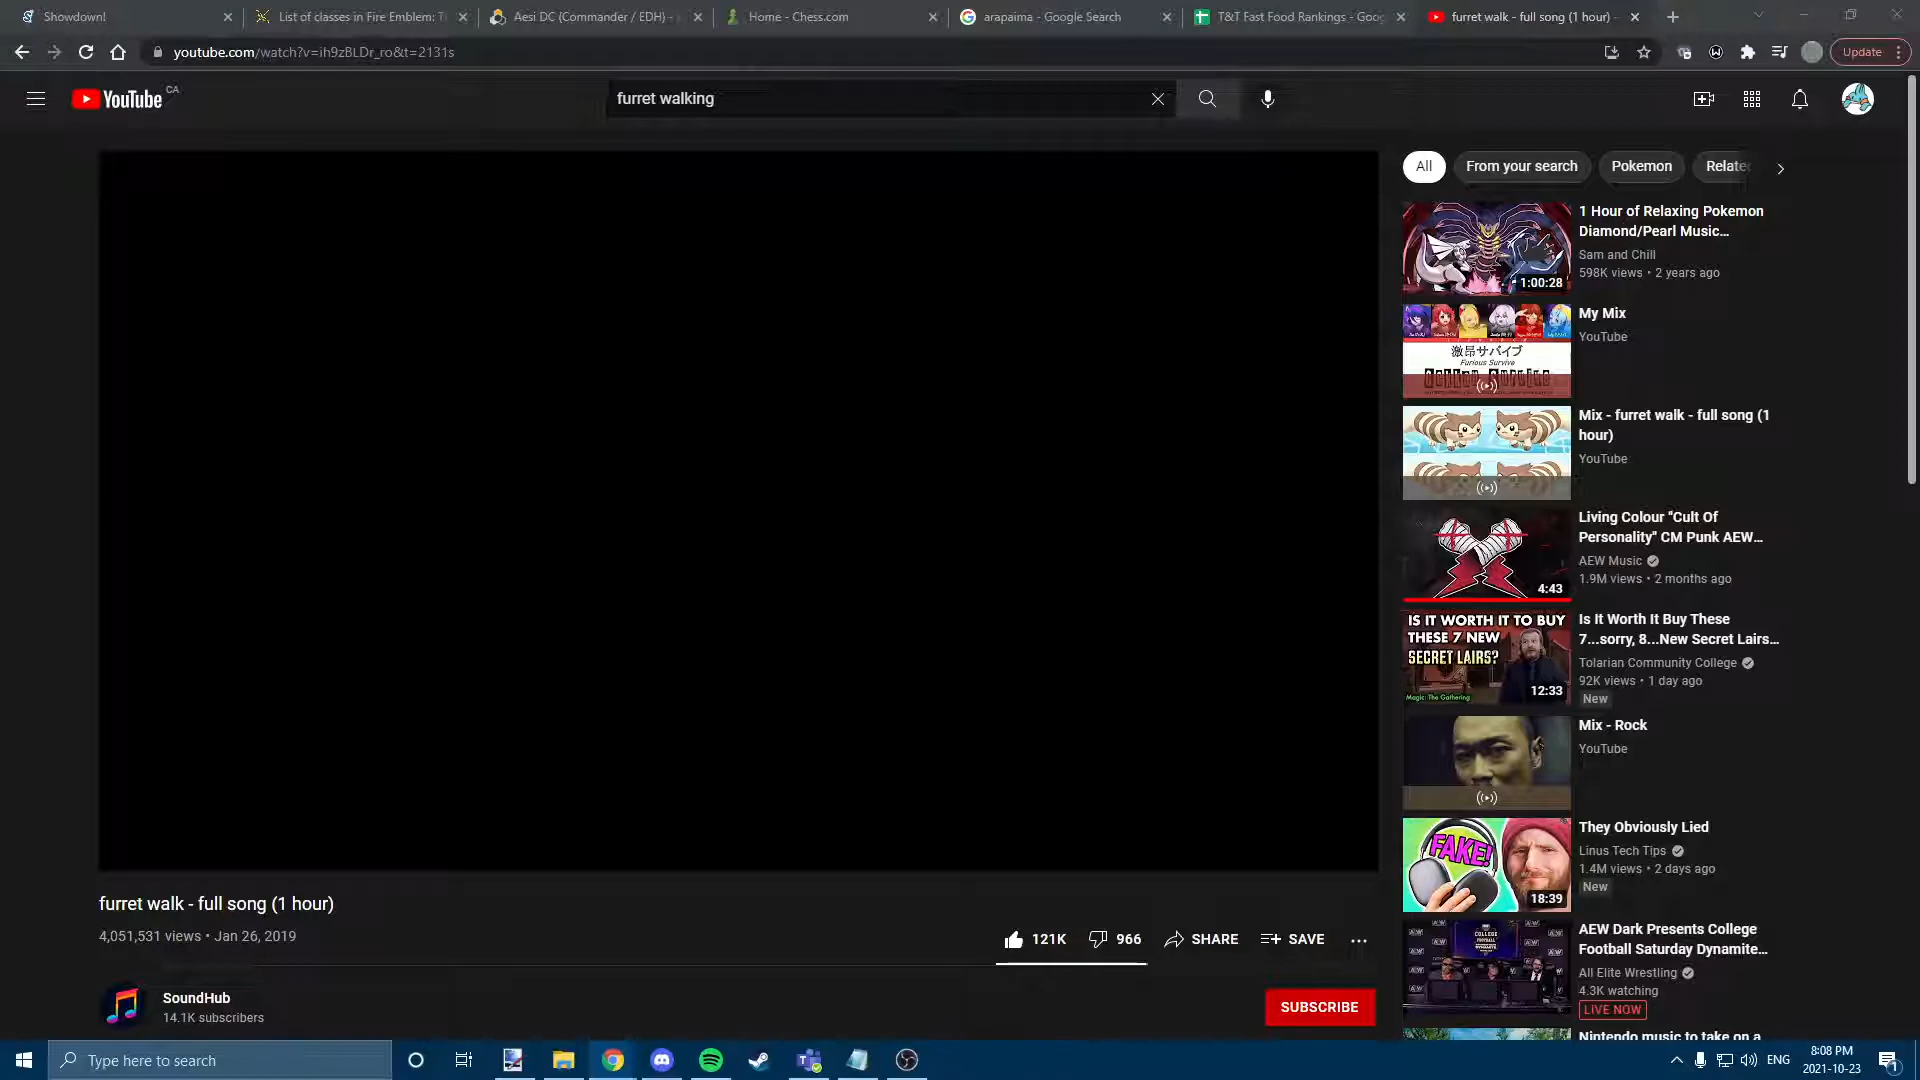 Showdown!
List of classes in Fire Emblem: T
Aesi DC (Commander / EDH) -
Home - Chess.com
arapaima - Google Search
T&T Fast Food Rankings - Goog
furret walk - full song (1 hour) -
youtube.com/watch?v=ih9zBLDr_ro&t=2131s
Update
YouTube CA
furret walking
All
From your search
Pokemon
Relate
1 Hour of Relaxing Pokemon
Diamond/Pearl Music...
Sam and Chill
598K views • 2 years ago
1:00:28
My Mix
YouTube
激昂サバイブ
Furious Survive
Mix - furret walk - full song (1
hour)
YouTube
Living Colour "Cult Of
Personality" CM Punk AEW...
AEW Music
1.9M views • 2 months ago
4:43
IS IT WORTH IT TO BUY
THESE 7 NEW
SECRET LAIRS?
Magic: The Gathering
12:33
Is It Worth It Buy These
7...sorry, 8...New Secret Lairs...
Tolarian Community College
92K views • 1 day ago
New
Mix - Rock
YouTube
FAKE!
18:39
They Obviously Lied
Linus Tech Tips
1.4M views • 2 days ago
New
AEW Dark Presents College
Football Saturday Dynamite...
All Elite Wrestling
4.3K watching
LIVE NOW
Nintendo music to take on a
furret walk - full song (1 hour)
4,051,531 views • Jan 26, 2019
121K
966
SHARE
SAVE
SoundHub
14.1K subscribers
SUBSCRIBE
Type here to search
ENG
8:08 PM
2021-10-23
1